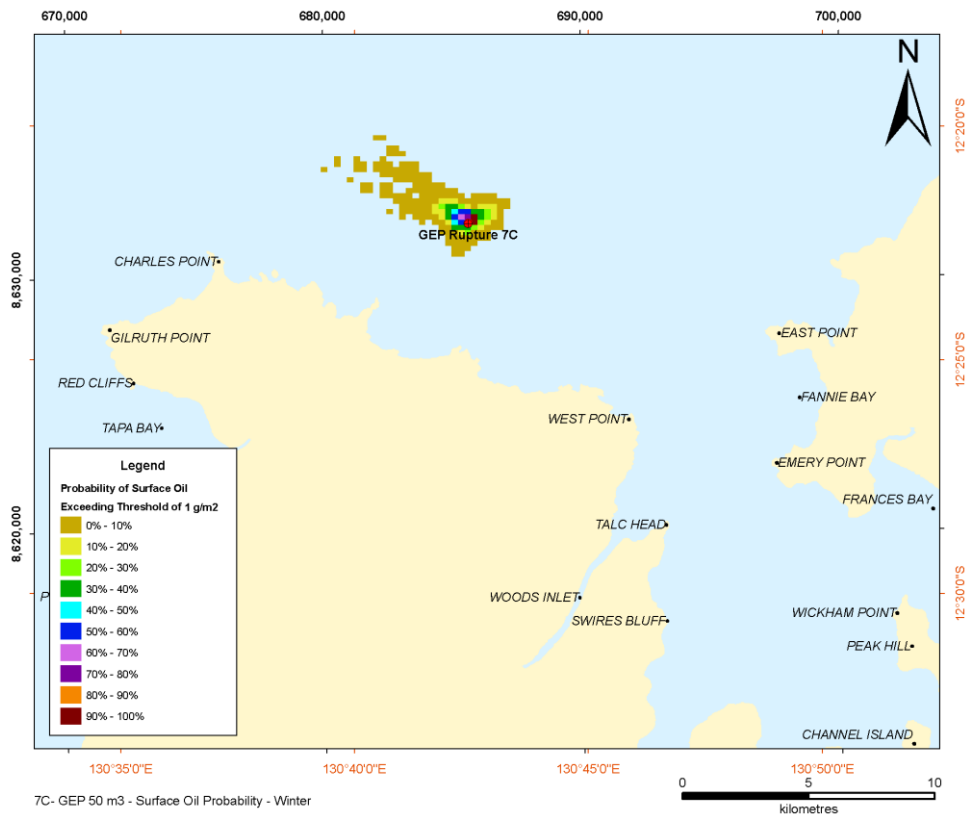 670,000 680,000 690,000 700,000
N
12°20'0"S
GEP Rupture 7C
CHARLES POINT
8,630,000
GILRUTH POINT
EAST POINT
12°25'0"S
RED CLIFFS
FANNIE BAY
WEST POINT
TAPA BAY
EMERY POINT
FRANCES BAY
TALC HEAD
8,620,000
12°30'0"S
WOODS INLET
P
WICKHAM POINT
SWIRES BLUFF
PEAK HILL
CHANNEL ISLAND
Legend
Probability of Surface Oil
Exceeding Threshold of 1 g/m2
0% - 10%
10% - 20%
20% - 30%
30% - 40%
40% - 50%
50% - 60%
60% - 70%
70% - 80%
80% - 90%
90% - 100%
130°35'0"E 130°40'0"E 130°45'0"E 130°50'0"E
0 5 10
kilometres
7C- GEP 50 m3 - Surface Oil Probability - Winter